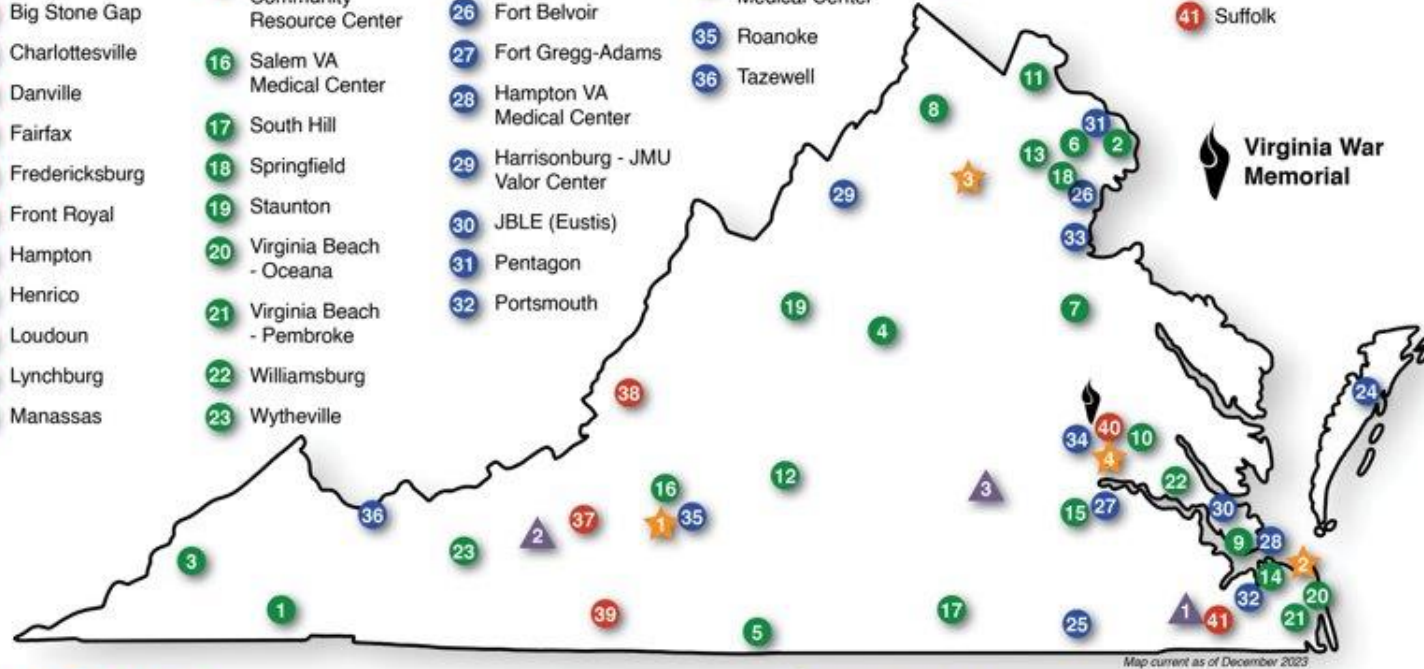 Big Stone Gap
Charlottesville
Danville
Fairfax
Fredericksburg
Front Royal
Hampton
Henrico
Loudoun
Lynchburg
Manassas
Community
Resource Center
16 Salem VA
Medical Center
17 South Hill
18 Springfield
19 Staunton
20 Virginia Beach
- Oceana
21 Virginia Beach
- Pembroke
22 Williamsburg
23 Wytheville
26 Fort Belvoir
27 Fort Gregg-Adams
28 Hampton VA
Medical Center
29 Harrisonburg - JMU
Valor Center
30 JBLE (Eustis)
31 Pentagon
32 Portsmouth
Medical Center
35 Roanoke
36 Tazewell
41 Suffolk
Virginia War
Memorial
11
8
31
6
2
13
18
3
26
29
33
19
7
4
38
24
40
34
10
4
12
22
16
3
27
15
30
36
37
1
35
2
23
9
28
3
2
14
20
32
1
39
17
1
41
21
25
5
Map current as of December 2023